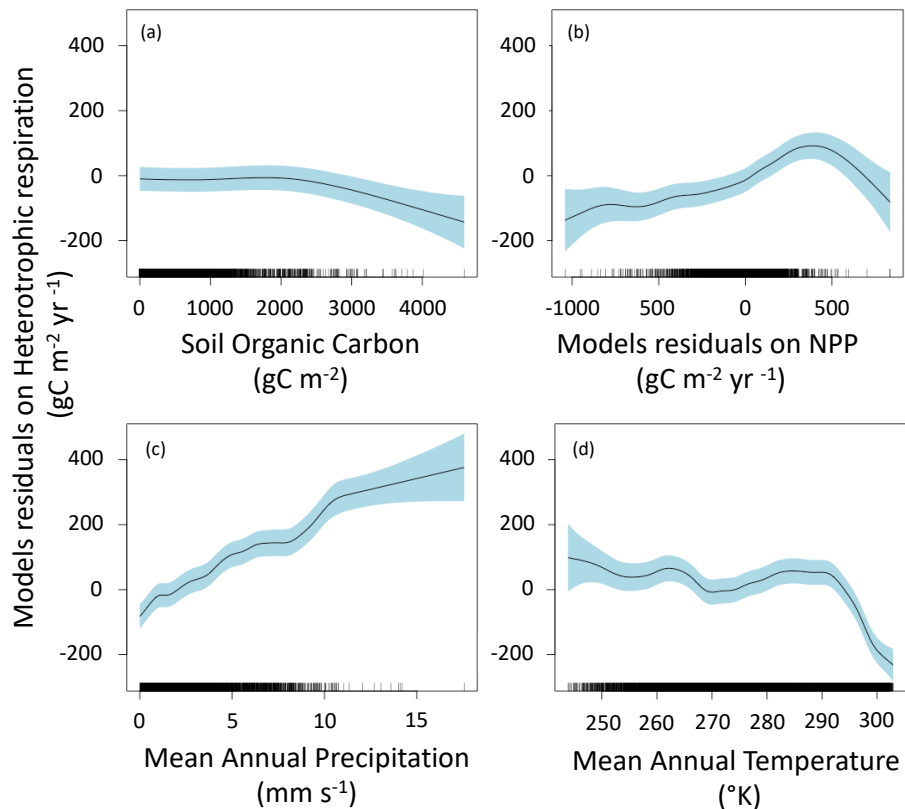 Models residuals on Heterotrophic respiration
(gC m⁻² yr ⁻¹)
(a)
400
200
0
-200
0 1000 2000 3000 4000
Soil Organic Carbon
(gC m⁻²)
(b)
400
200
0
-200
-1000 -500 0 500
Models residuals on NPP
(gC m⁻² yr ⁻¹)
(c)
400
200
0
-200
0 5 10 15
Mean Annual Precipitation
(mm s⁻¹)
(d)
400
200
0
-200
250 260 270 280 290 300
Mean Annual Temperature
(°K)